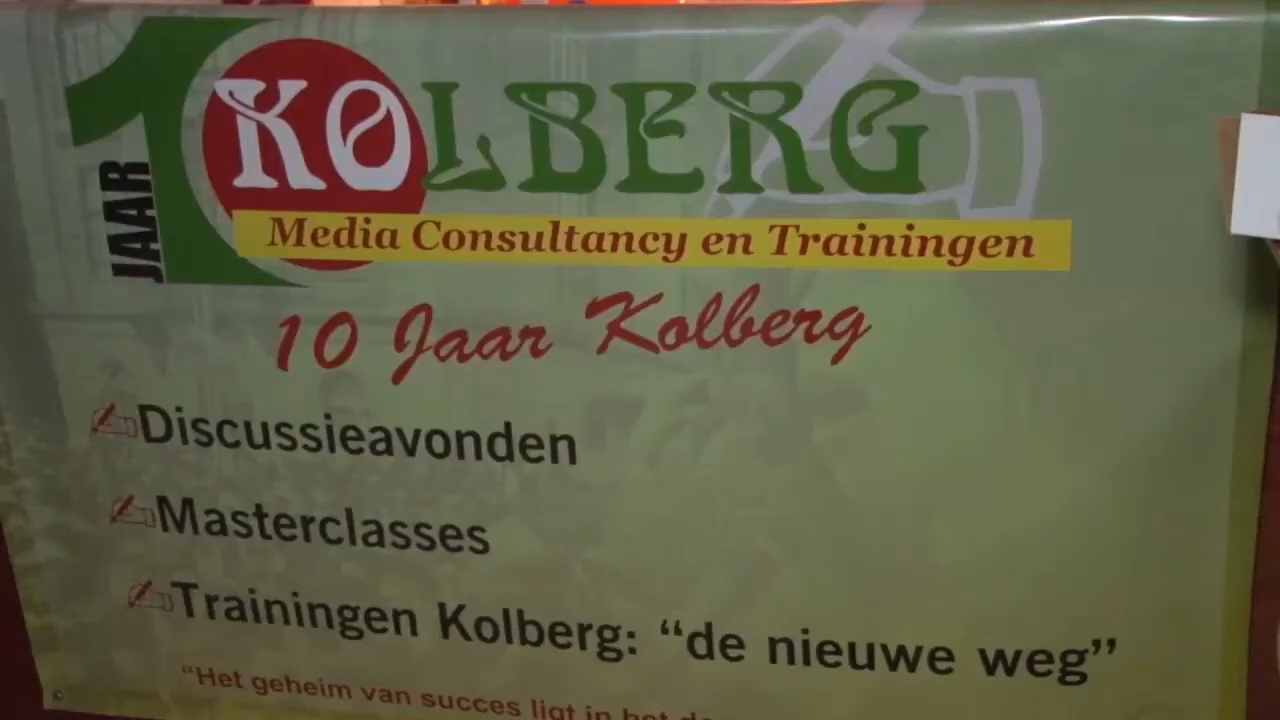 10
JAAR
KOLBERG
Media Consultancy en Trainingen
10 Jaar Kolberg
Discussieavonden
Masterclasses
Trainingen Kolberg: “de nieuwe weg”
“Het geheim van succes ligt in het